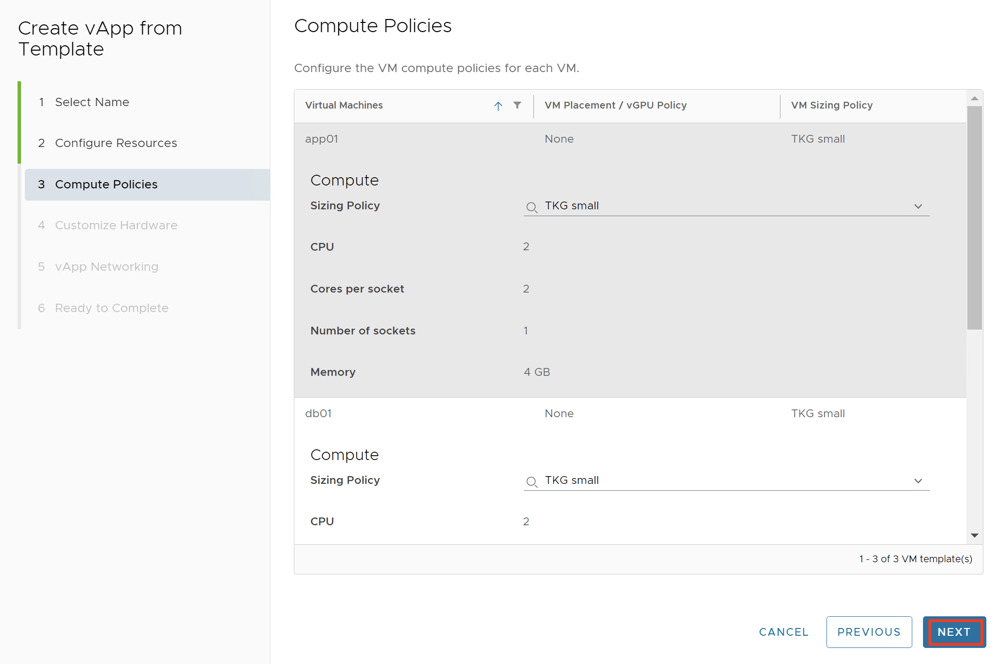 Create vApp from
Template
1 Select Name
2 Configure Resources
3 Compute Policies
4 Customize Hardware
5 vApp Networking
6 Ready to Complete
Compute Policies
Configure the VM compute policies for each VM.
Virtual Machines VM Placement / vGPU Policy VM Sizing Policy
app01 None TKG small
Compute
Sizing Policy TKG small
CPU 2
Cores per socket 2
Number of sockets 1
Memory 4 GB
db01 None TKG small
Compute
Sizing Policy TKG small
CPU 2
1 - 3 of 3 VM template(s)
CANCEL PREVIOUS NEXT